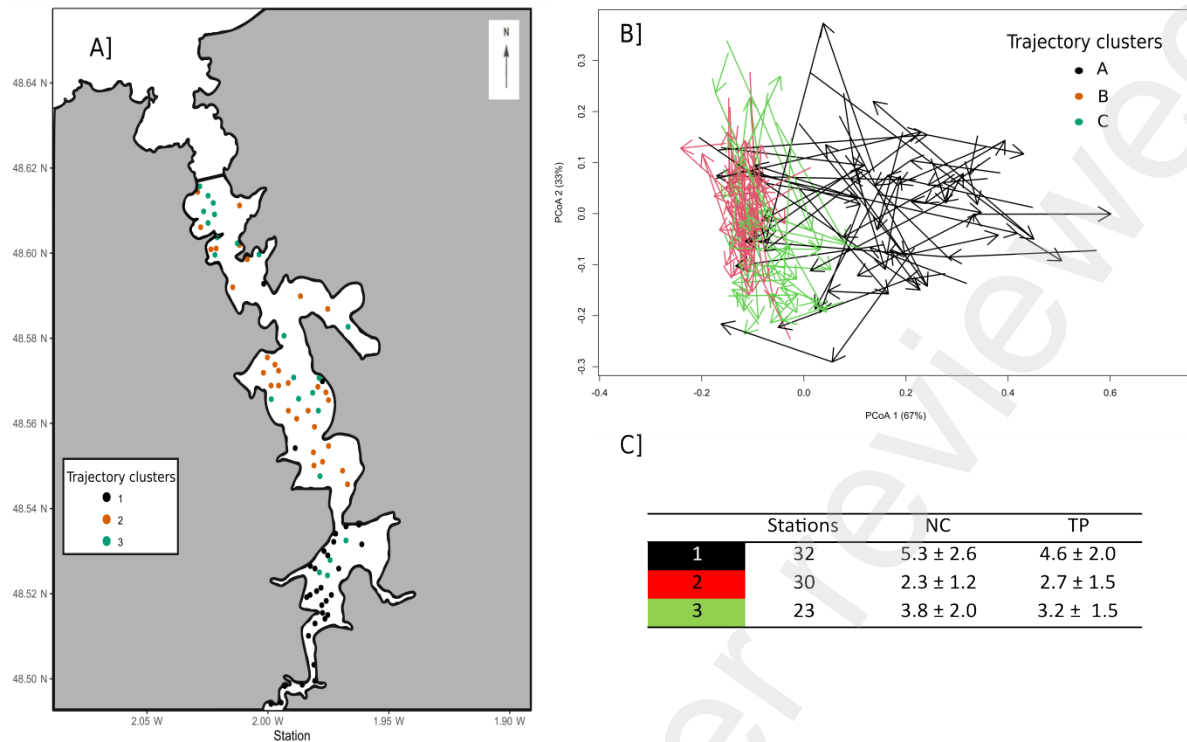 A]
N
48.64 N
48.62 N
48.60 N
48.58 N
48.56 N
48.54 N
48.52 N
48.50 N
Trajectory clusters
1
2
3
2.05 W 2.00 W 1.95 W 1.90 W
Station
B]
Trajectory clusters
A
B
C
PCoA 2 (33%)
0.3
0.2
0.1
0.0
-0.1
-0.2
-0.3
-0.4 -0.2 0.0 0.2 0.4 0.6
PCoA 1 (67%)
C]
Stations NC TP
1 32 5.3 ± 2.6 4.6 ± 2.0
2 30 2.3 ± 1.2 2.7 ± 1.5
3 23 3.8 ± 2.0 3.2 ± 1.5
er reviewe